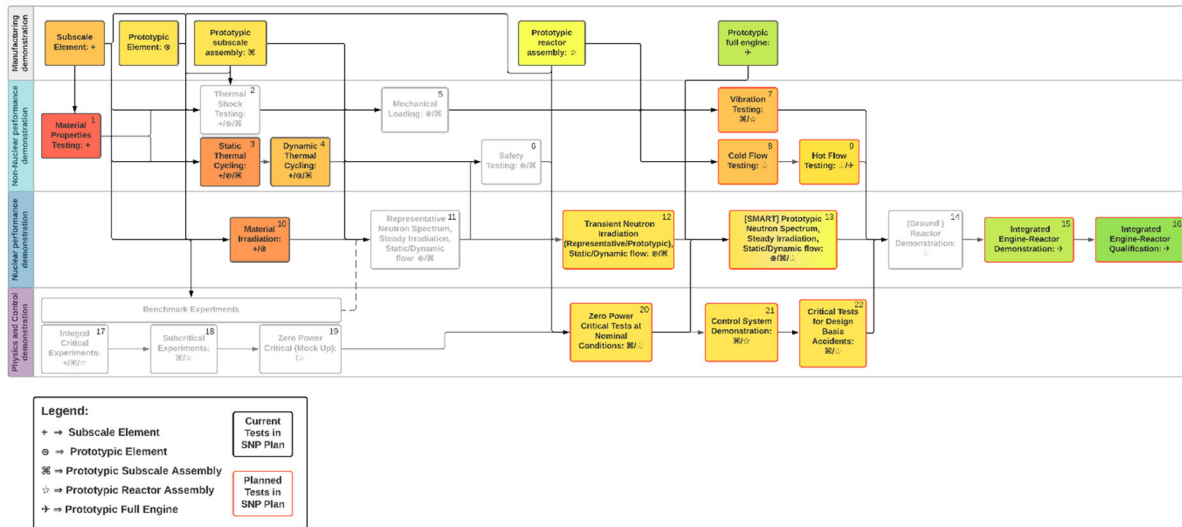 Manufacturing
demonstration
Subscale
Element: +
Prototypic
Element: ⊛
Prototypic
subscale
assembly: ⌘
Prototypic
reactor
assembly: ☆
Prototypic
full engine:
✈
Non-Nuclear performance
demonstration
1
Material
Properties
Testing: +
2
Thermal
Shock
Testing:
+/⊛/⌘
3
Static
Thermal
Cycling:
+/⊛/⌘
4
Dynamic
Thermal
Cycling:
+/⊛/⌘
5
Mechanical
Loading: ⊛/⌘
6
Safety
Testing: ⊛/⌘
7
Vibration
Testing:
⌘/☆
8
Cold Flow
Testing: ☆
9
Hot Flow
Testing: ☆/✈
Nuclear performance
demonstration
10
Material
Irradiation:
+/⊛
11
Representative
Neutron Spectrum,
Steady Irradiation,
Static/Dynamic
flow: ⊛/⌘
12
Transient Neutron
Irradiation
(Representative/Prototypic),
Static/Dynamic flow: ⊛/⌘
13
[SMART] Prototypic
Neutron Spectrum,
Steady Irradiation,
Static/Dynamic flow:
⊛/⌘/☆
14
(Ground )
Reactor
Demonstration:
☆
15
Integrated
Engine-Reactor
Demonstration: ✈
16
Integrated
Engine-Reactor
Qualification: ✈
Physics and Control
demonstration
Benchmark Experiments
17
Integral
Critical
Experiments:
+/⌘/☆
18
Subcritical
Experiments:
⌘/☆
19
Zero Power
Critical (Mock Up):
/☆
20
Zero Power
Critical Tests at
Nominal
Conditions: ⌘/☆
21
Control System
Demonstration:
⌘/☆
22
Critical Tests
for Design
Basis
Accidents:
⌘/☆
Legend:
+ ⇒ Subscale Element
⊛ ⇒ Prototypic Element
⌘ ⇒ Prototypic Subscale Assembly
☆ ⇒ Prototypic Reactor Assembly
✈ ⇒ Prototypic Full Engine
Current
Tests in
SNP Plan
Planned
Tests in
SNP Plan